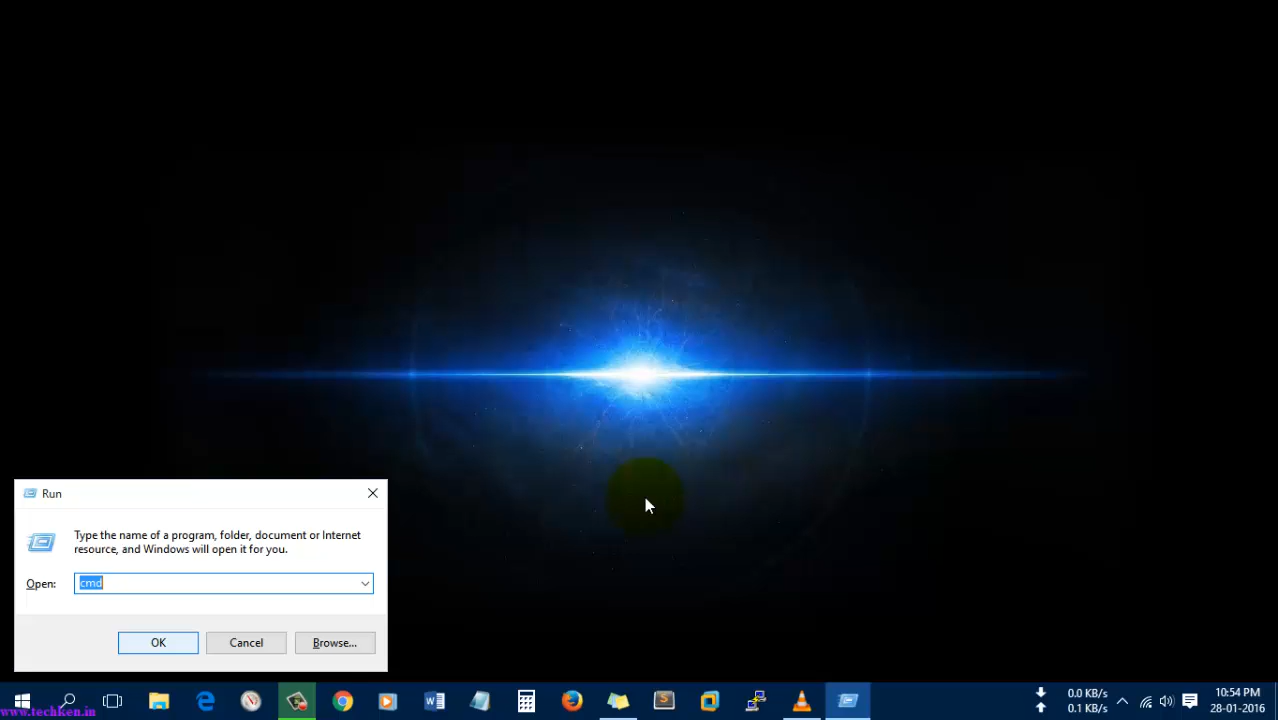 Run
Type the name of a program, folder, document or Internet
resource, and Windows will open it for you.
Open:
cmd
OK
Cancel
Browse...
0.0 KB/s
0.1 KB/s
10:54 PM
28-01-2016
www.techken.in